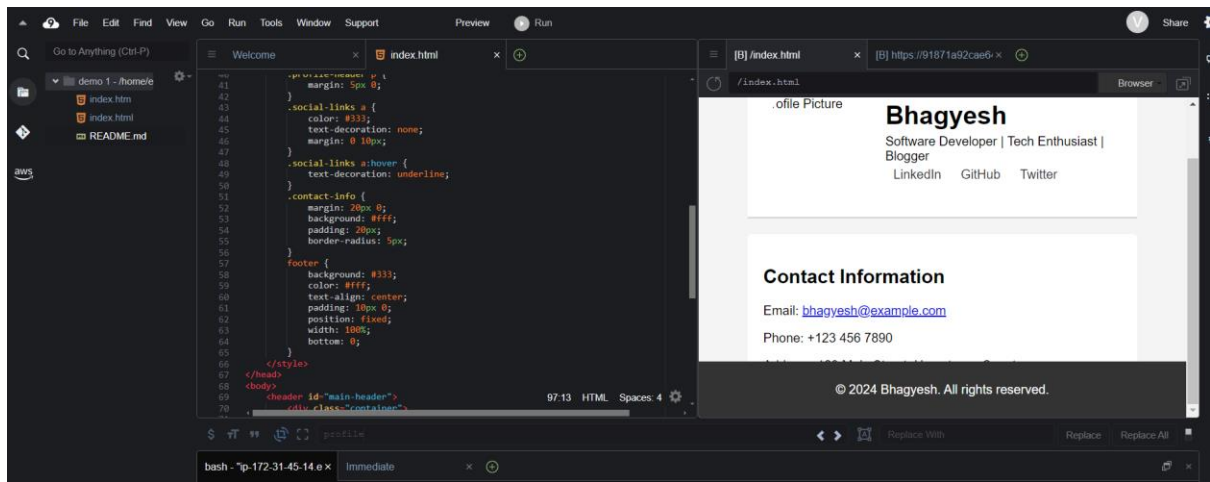 File Edit Find View Go Run Tools Window Support Preview Run V Share
Go to Anything (Ctrl-P)
demo 1 - /home/e
index.htm
index.html
README.md
aws
Welcome × index.html ×
40 .profile-header p {
41 margin: 5px 0;
42 }
43 .social-links a {
44 color: #333;
45 text-decoration: none;
46 margin: 0 10px;
47 }
48 .social-links a:hover {
49 text-decoration: underline;
50 }
51 .contact-info {
52 margin: 20px 0;
53 background: #fff;
54 padding: 20px;
55 border-radius: 5px;
56 }
57 footer {
58 background: #333;
59 color: #fff;
60 text-align: center;
61 padding: 10px 0;
62 position: fixed;
63 width: 100%;
64 bottom: 0;
65 }
66 </style>
67 </head>
68 <body>
69 <header id="main-header">
70 <div class="container">
97:13 HTML Spaces: 4
[B] /index.html × [B] https://91871a92cae6 ×
/index.html Browser
.ofile Picture
Bhagyesh
Software Developer | Tech Enthusiast |
Blogger
LinkedIn GitHub Twitter
Contact Information
Email: bhagyesh@example.com
Phone: +123 456 7890
© 2024 Bhagyesh. All rights reserved.
profile
Replace With Replace Replace All
bash - "ip-172-31-45-14.e × Immediate ×